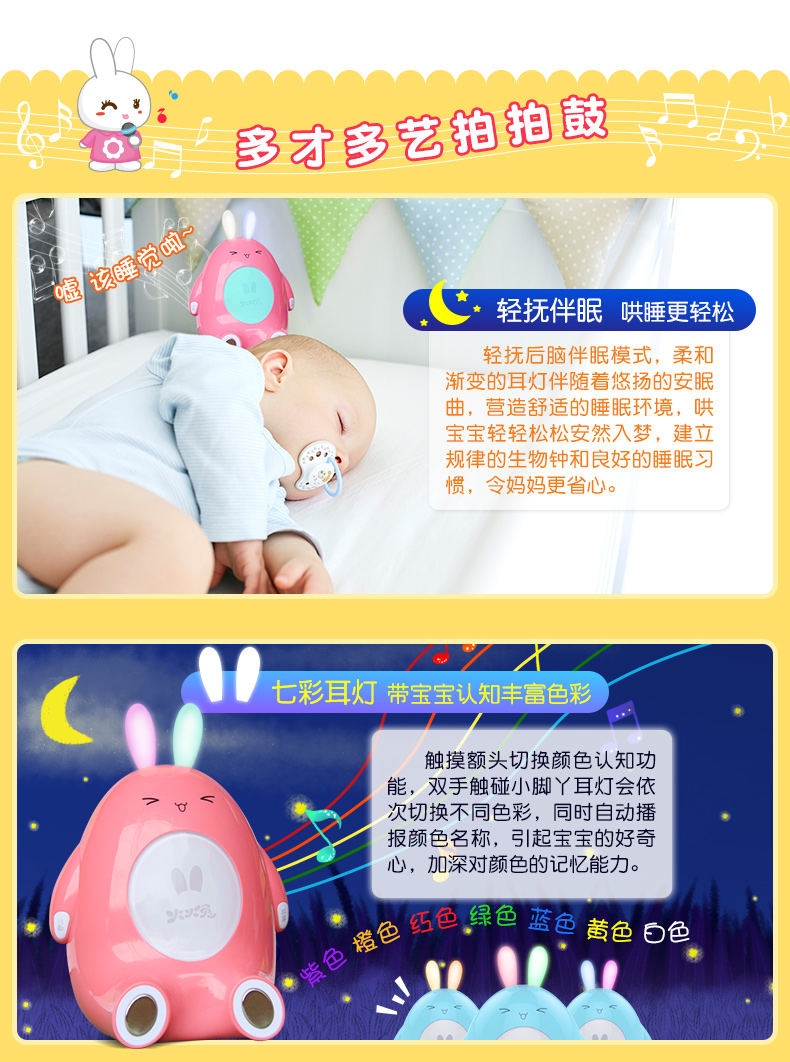 多才多艺拍拍鼓
嘘 该睡觉啦~
轻抚伴眠 哄睡更轻松
轻抚后脑伴眠模式，柔和
渐变的耳灯伴随着悠扬的安眠
曲，营造舒适的睡眠环境，哄
宝宝轻轻松松安然入梦，建立
规律的生物钟和良好的睡眠习
惯，令妈妈更省心。
七彩耳灯 带宝宝认知丰富色彩
触摸额头切换颜色认知功
能，双手触碰小脚丫耳灯会依
次切换不同色彩，同时自动播
报颜色名称，引起宝宝的好奇
心，加深对颜色的记忆能力。
火火兔
紫色 橙色 红色 绿色 蓝色 黄色 白色